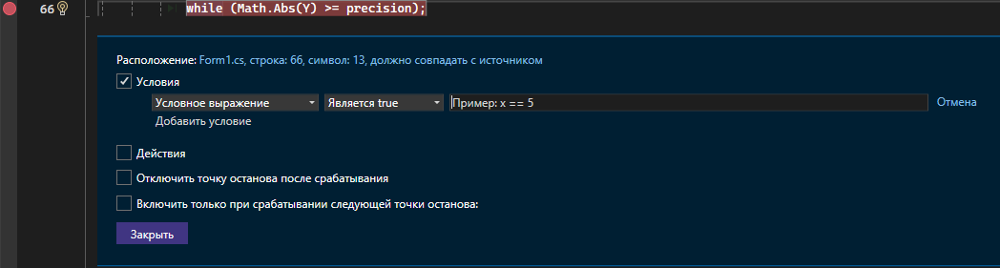 66 while (Math.Abs(Y) >= precision);
Расположение: Form1.cs, строка: 66, символ: 13, должно совпадать с источником
Условия
Условное выражение Является true Пример: x == 5 Отмена
Добавить условие
Действия
Отключить точку останова после срабатывания
Включить только при срабатывании следующей точки останова:
Закрыть